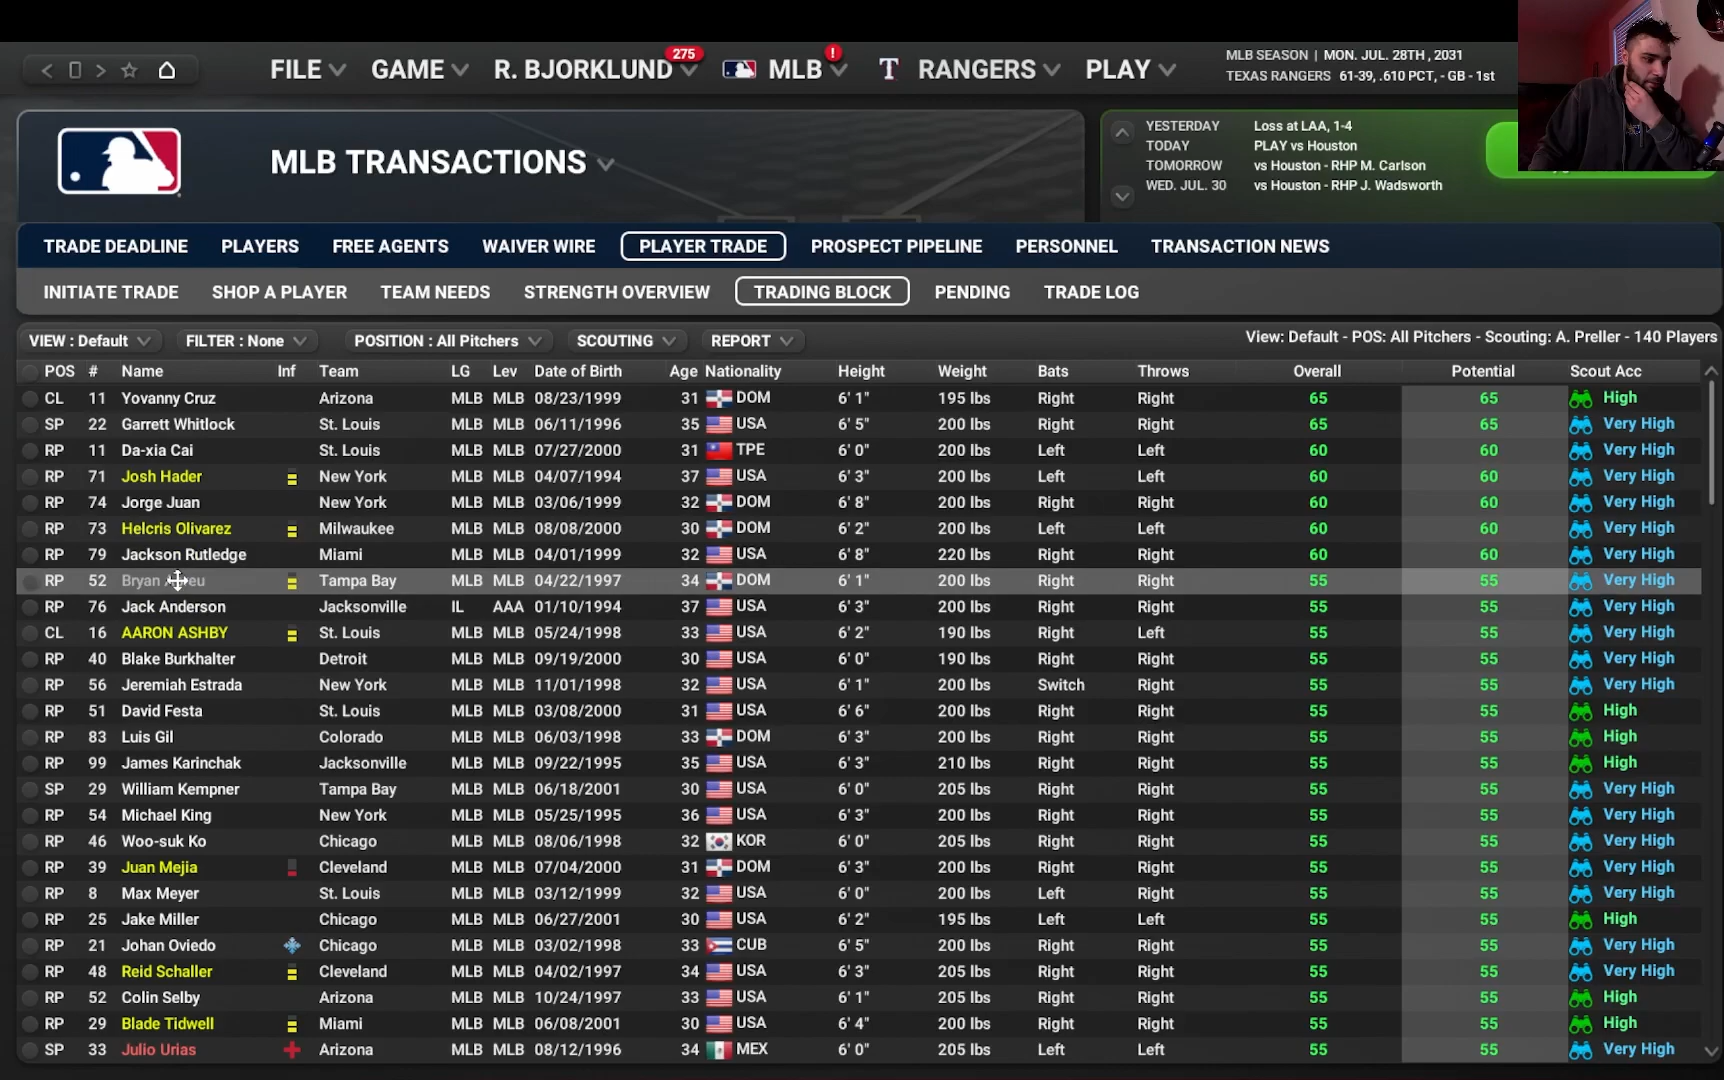 FILE GAME R. BJORKLUND 275 MLB ! T RANGERS PLAY
MLB SEASON | MON. JUL. 28TH , 2031
TEXAS RANGERS 61-39, .610 PCT, - GB - 1st
MLB TRANSACTIONS
YESTERDAY Loss at LAA, 1-4
TODAY PLAY vs Houston
TOMORROW vs Houston - RHP M. Carlson
WED. JUL. 30 vs Houston - RHP J. Wadsworth
TRADE DEADLINE PLAYERS FREE AGENTS WAIVER WIRE PLAYER TRADE PROSPECT PIPELINE PERSONNEL TRANSACTION NEWS
INITIATE TRADE SHOP A PLAYER TEAM NEEDS STRENGTH OVERVIEW TRADING BLOCK PENDING TRADE LOG
VIEW : Default FILTER : None POSITION : All Pitchers SCOUTING REPORT View: Default - POS: All Pitchers - Scouting: A. Preller - 140 Players
POS # Name Inf Team LG Lev Date of Birth Age Nationality Height Weight Bats Throws Overall Potential Scout Acc
CL 11 Yovanny Cruz Arizona MLB MLB 08/23/1999 31 DOM 6' 1" 195 lbs Right Right 65 65 High
SP 22 Garrett Whitlock St. Louis MLB MLB 06/11/1996 35 USA 6' 5" 200 lbs Right Right 65 65 Very High
RP 11 Da-xia Cai St. Louis MLB MLB 07/27/2000 31 TPE 6' 0" 200 lbs Left Left 60 60 Very High
RP 71 Josh Hader New York MLB MLB 04/07/1994 37 USA 6' 3" 200 lbs Left Left 60 60 Very High
RP 74 Jorge Juan New York MLB MLB 03/06/1999 32 DOM 6' 8" 200 lbs Right Right 60 60 Very High
RP 73 Helcris Olivarez Milwaukee MLB MLB 08/08/2000 30 DOM 6' 2" 200 lbs Left Left 60 60 Very High
RP 79 Jackson Rutledge Miami MLB MLB 04/01/1999 32 USA 6' 8" 220 lbs Right Right 60 60 Very High
RP 52 Bryan Tampa Bay MLB MLB 04/22/1997 34 DOM 6' 1" 200 lbs Right Right 55 55 Very High
RP 76 Jack Anderson Jacksonville IL AAA 01/10/1994 37 USA 6' 3" 200 lbs Right Right 55 55 Very High
CL 16 AARON ASHBY St. Louis MLB MLB 05/24/1998 33 USA 6' 2" 190 lbs Right Left 55 55 Very High
RP 40 Blake Burkhalter Detroit MLB MLB 09/19/2000 30 USA 6' 0" 190 lbs Right Right 55 55 Very High
RP 56 Jeremiah Estrada New York MLB MLB 11/01/1998 32 USA 6' 1" 200 lbs Switch Right 55 55 Very High
RP 51 David Festa St. Louis MLB MLB 03/08/2000 31 USA 6' 6" 200 lbs Right Right 55 55 High
RP 83 Luis Gil Colorado MLB MLB 06/03/1998 33 DOM 6' 3" 200 lbs Right Right 55 55 High
RP 99 James Karinchak Jacksonville MLB MLB 09/22/1995 35 USA 6' 3" 210 lbs Right Right 55 55 High
SP 29 William Kempner Tampa Bay MLB MLB 06/18/2001 30 USA 6' 0" 205 lbs Right Right 55 55 Very High
RP 54 Michael King New York MLB MLB 05/25/1995 36 USA 6' 3" 200 lbs Right Right 55 55 Very High
RP 46 Woo-suk Ko Chicago MLB MLB 08/06/1998 32 KOR 6' 0" 205 lbs Right Right 55 55 Very High
RP 39 Juan Mejia Cleveland MLB MLB 07/04/2000 31 DOM 6' 3" 200 lbs Right Right 55 55 Very High
RP 8 Max Meyer St. Louis MLB MLB 03/12/1999 32 USA 6' 0" 200 lbs Left Right 55 55 Very High
RP 25 Jake Miller Chicago MLB MLB 06/27/2001 30 USA 6' 2" 195 lbs Left Left 55 55 High
RP 21 Johan Oviedo Chicago MLB MLB 03/02/1998 33 CUB 6' 5" 200 lbs Right Right 55 55 Very High
RP 48 Reid Schaller Cleveland MLB MLB 04/02/1997 34 USA 6' 3" 205 lbs Right Right 55 55 Very High
RP 52 Colin Selby Arizona MLB MLB 10/24/1997 33 USA 6' 1" 205 lbs Right Right 55 55 High
RP 29 Blade Tidwell Miami MLB MLB 06/08/2001 30 USA 6' 4" 200 lbs Right Right 55 55 High
SP 33 Julio Urias Arizona MLB MLB 08/12/1996 34 MEX 6' 0" 205 lbs Left Left 55 55 Very High